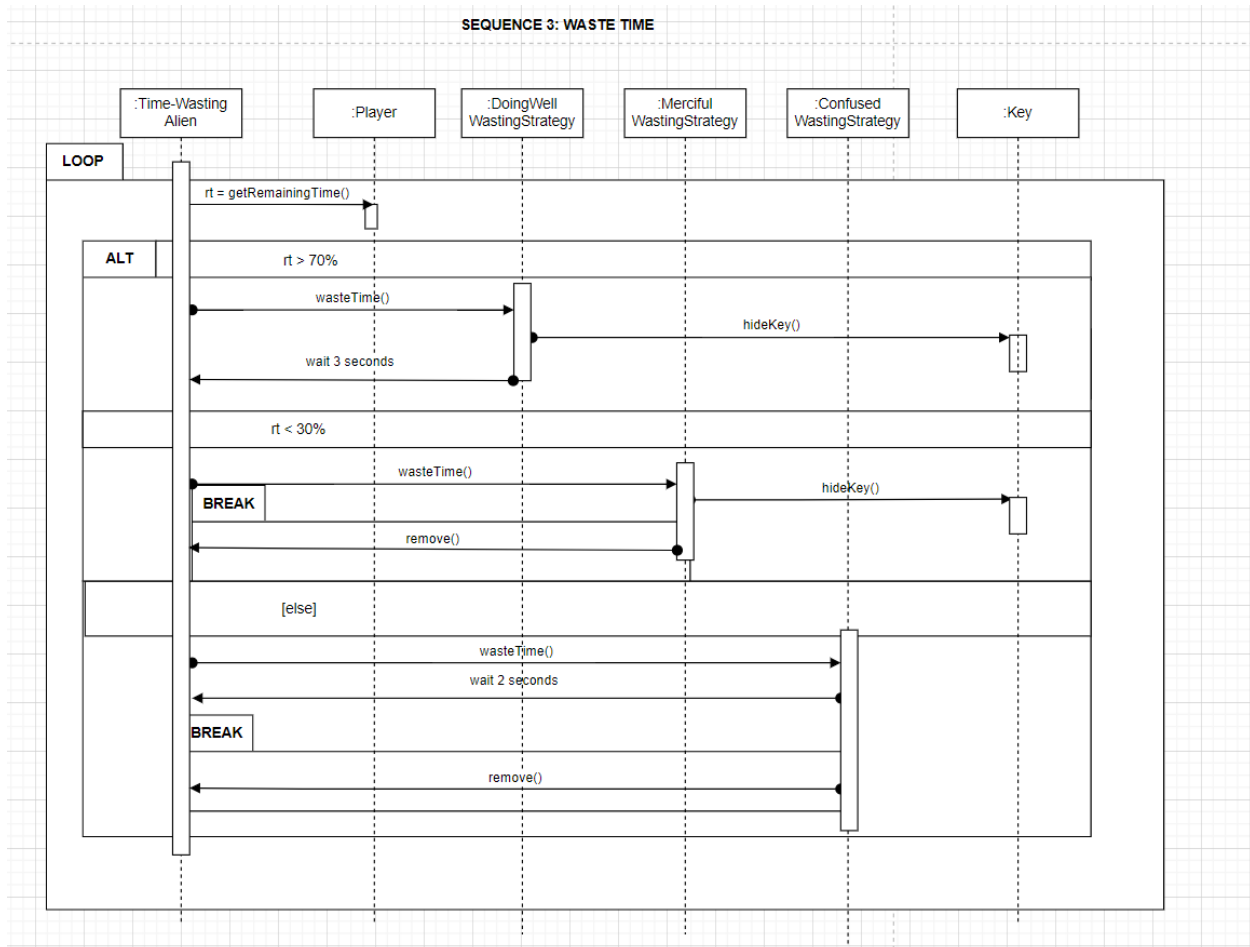 SEQUENCE 3: WASTE TIME
:Time-Wasting
Alien
:Player
:DoingWell
WastingStrategy
:Merciful
WastingStrategy
:Confused
WastingStrategy
:Key
LOOP
rt = getRemainingTime()
ALT
rt > 70%
wasteTime()
hideKey()
wait 3 seconds
rt < 30%
wasteTime()
hideKey()
BREAK
remove()
[else]
wasteTime()
wait 2 seconds
BREAK
remove()